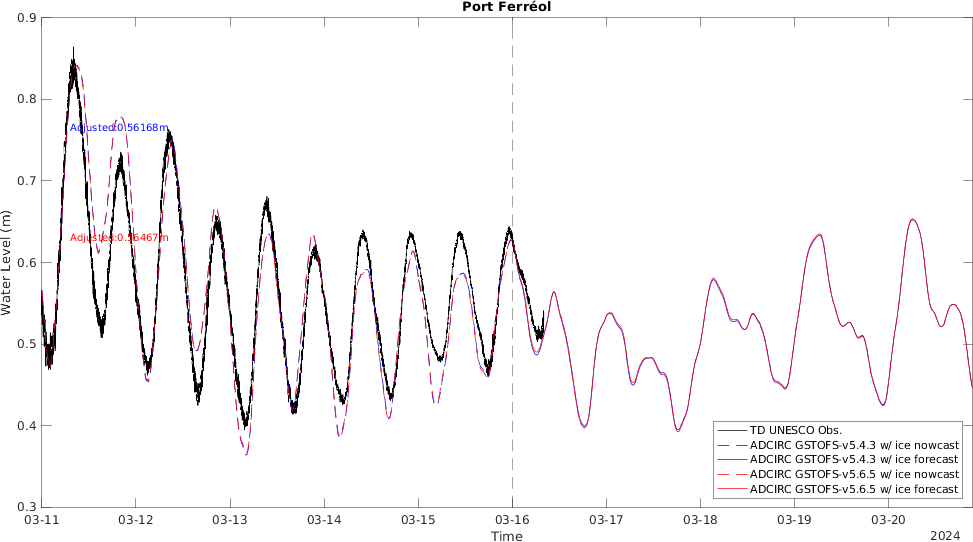 Port Ferréol
0.9
0.8
0.7
0.6
0.5
0.4
0.3
Water Level (m)
Adjusted:0.56168m
Adjusted:0.56467m
TD UNESCO Obs.
ADCIRC GSTOFS-v5.4.3 w/ ice nowcast
ADCIRC GSTOFS-v5.4.3 w/ ice forecast
ADCIRC GSTOFS-v5.6.5 w/ ice nowcast
ADCIRC GSTOFS-v5.6.5 w/ ice forecast
03-11 03-12 03-13 03-14 03-15 03-16 03-17 03-18 03-19 03-20
Time
2024